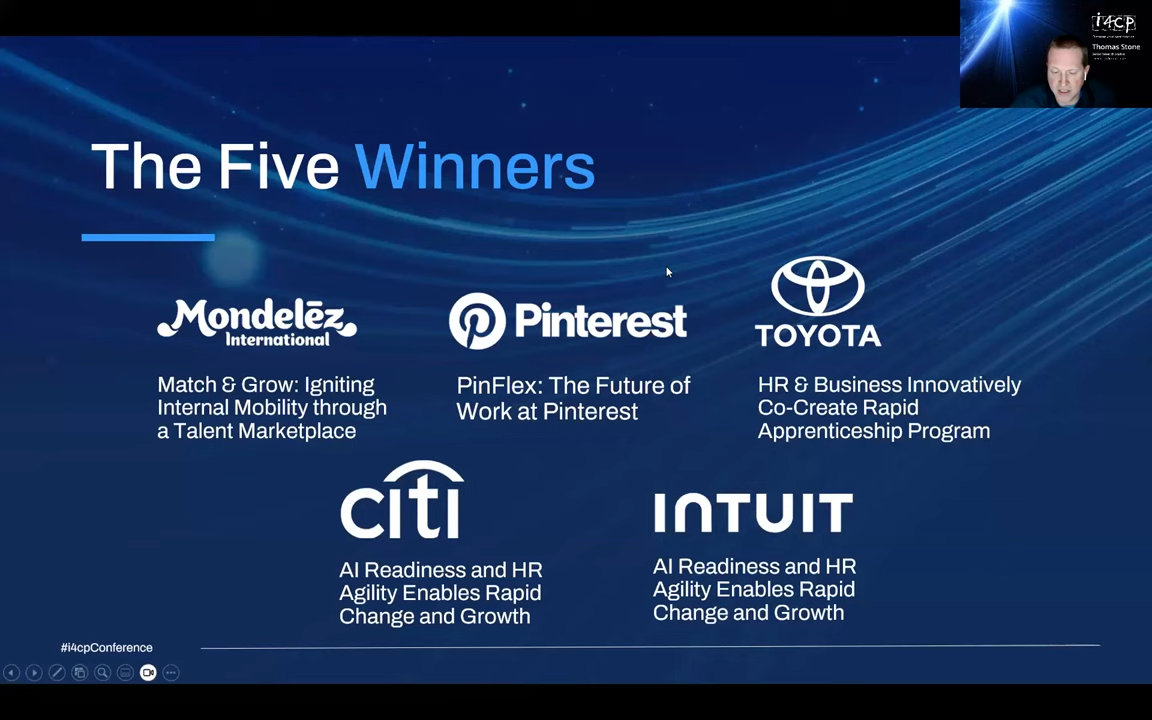 i4cp
Thomas Stone
The Five Winners
Mondelēz
International
Pinterest
TOYOTA
Match & Grow: Igniting
Internal Mobility through
a Talent Marketplace
PinFlex: The Future of
Work at Pinterest
HR & Business Innovatively
Co-Create Rapid
Apprenticeship Program
citi
INTUIT
AI Readiness and HR
Agility Enables Rapid
Change and Growth
AI Readiness and HR
Agility Enables Rapid
Change and Growth
#i4cpConference